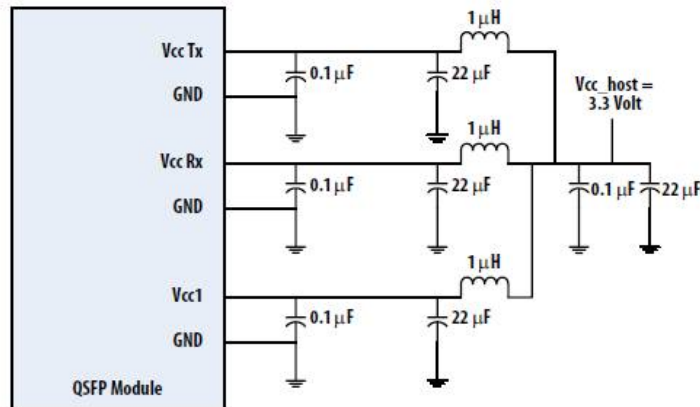 1 μH
Vcc Tx
0.1 μF
22 μF
GND
Vcc_host =
3.3 Volt
1 μH
Vcc Rx
0.1 μF
22 μF
0.1 μF
22 μF
GND
1 μH
Vcc1
0.1 μF
22 μF
GND
QSFP Module